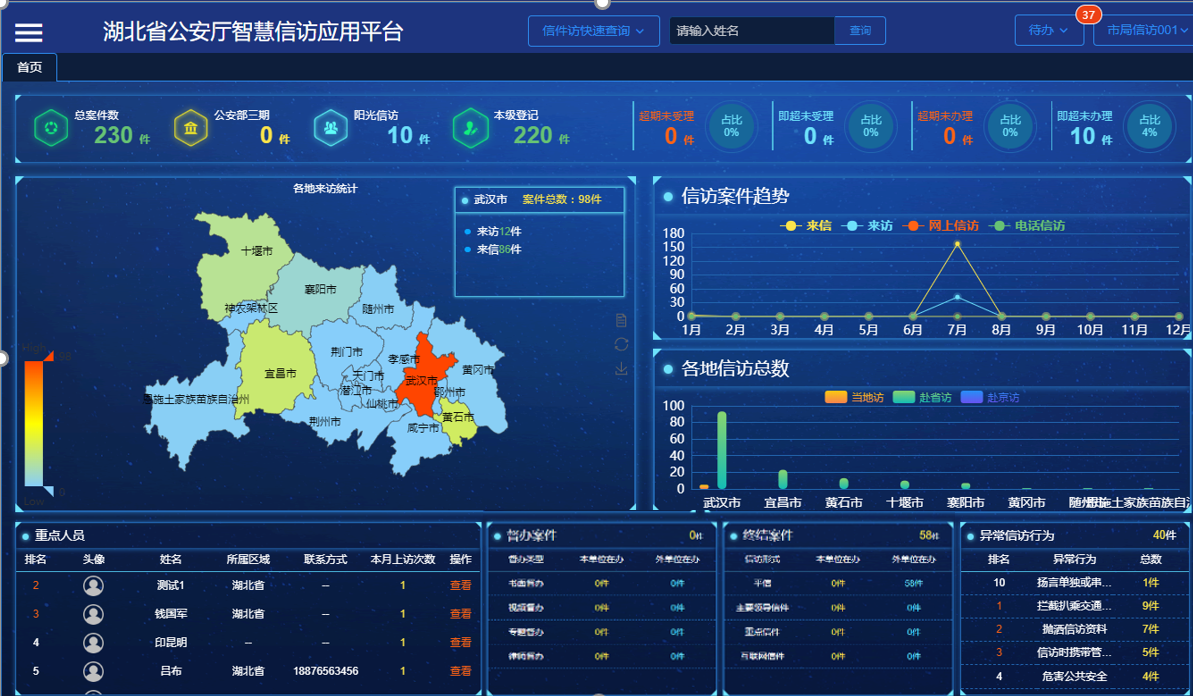 湖北省公安厅智慧信访应用平台
信件访快速查询
请输入姓名
查询
待办
37
市局信访001
首页
总案件数
230 件
公安部三期
0 件
阳光信访
10 件
本级登记
220 件
超期未受理
0 件
占比
0%
即超未受理
0 件
占比
0%
超期未办理
0 件
占比
0%
即超未办理
10 件
占比
4%
各地来访统计
武汉市 案件总数：98件
来访12件
来信86件
十堰市
襄阳市
神农架林区
随州市
荆门市
孝感市
宜昌市
天门市
武汉市
黄冈市
潜江市
仙桃市
鄂州市
恩施土家族苗族自治州
荆州市
黄石市
咸宁市
High
98
0
Low
信访案件趋势
来信 来访 网上信访 电话信访
180
150
120
90
60
30
0
1月 2月 3月 4月 5月 6月 7月 8月 9月 10月 11月 12月
各地信访总数
当地访 赴省访 赴京访
100
80
60
40
20
0
武汉市 宜昌市 黄石市 十堰市 襄阳市 黄冈市
重点人员
排名 头像 姓名 所属区域 联系方式 本月上访次数 操作
2 测试1 湖北省 -- 1 查看
3 钱国军 湖北省 -- 1 查看
4 印昆明 -- -- 1 查看
5 吕布 湖北省 18876563456 1 查看
督办案件 0件
督办类型 本单位在办 外单位在办
书面督办 0件 0件
视频督办 0件 0件
专题督办 0件 0件
律师督办 0件 0件
终结案件 58件
信访形式 本单位在办 外单位在办
平信 0件 58件
主要领导信件 0件 0件
重点信件 0件 0件
互联网信件 0件 0件
异常信访行为 40件
排名 异常行为 总数
10 扬言单独或串... 1件
1 拦截扒乘交通... 9件
2 抛洒信访资料 7件
3 信访时携带管... 5件
4 危害公共安全 4件